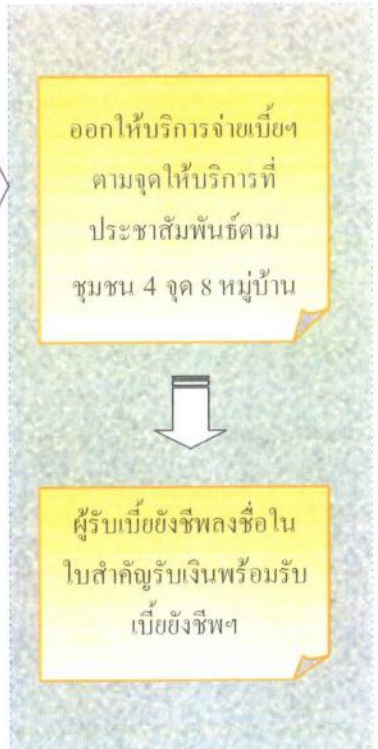 ออกให้บริการจ่ายเบี้ยฯ
ตามจุดให้บริการที่
ประชาสัมพันธ์ตาม
ชุมชน 4 จุด 8 หมู่บ้าน
ผู้รับเบี้ยยังชีพลงชื่อใน
ใบสำคัญรับเงินพร้อมรับ
เบี้ยยังชีพฯ